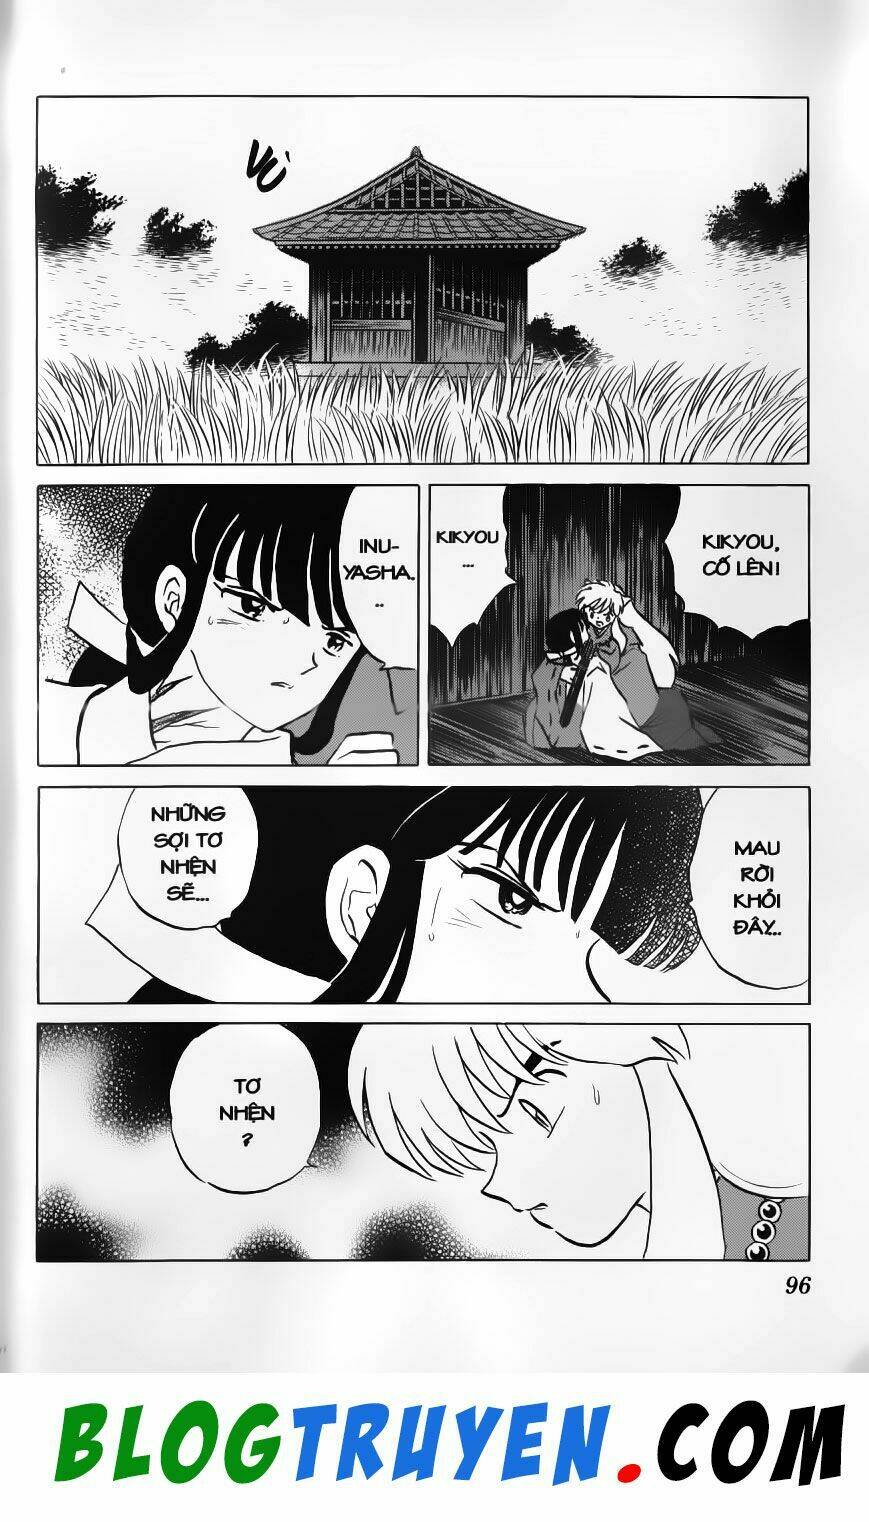 VÙ
KIKYOU,
CỐ LÊN!
KIKYOU
...
INU-
YASHA.
..
MAU
RỜI
KHỎI
ĐÂY...
NHỮNG
SỢI TƠ
NHỆN
SẼ...
TƠ
NHỆN
?
96
BLOGTRUYEN.COM